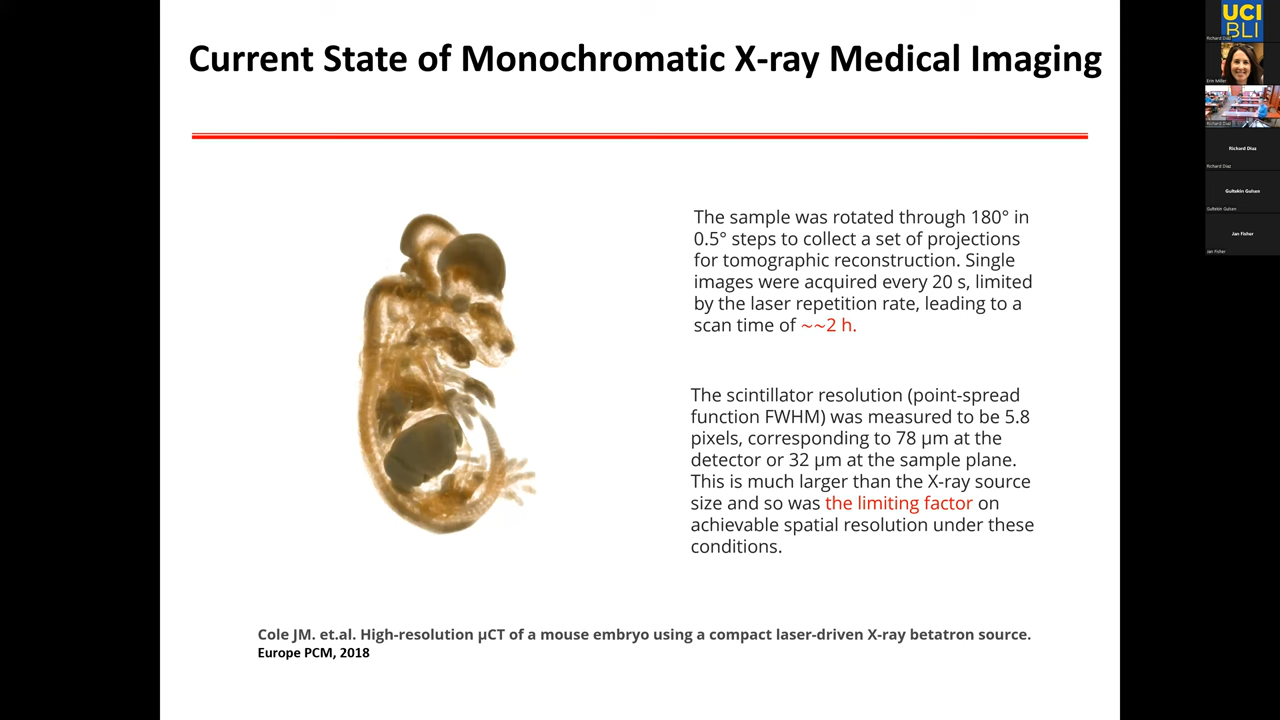 Current State of Monochromatic X-ray Medical Imaging
The sample was rotated through 180° in
0.5° steps to collect a set of projections
for tomographic reconstruction. Single
images were acquired every 20 s, limited
by the laser repetition rate, leading to a
scan time of ~~2 h.
The scintillator resolution (point-spread
function FWHM) was measured to be 5.8
pixels, corresponding to 78 μm at the
detector or 32 μm at the sample plane.
This is much larger than the X-ray source
size and so was the limiting factor on
achievable spatial resolution under these
conditions.
Cole JM. et.al. High-resolution μCT of a mouse embryo using a compact laser-driven X-ray betatron source.
Europe PCM, 2018
UCI
BLI
Richard Diaz
Erin Miller
Richard Diaz
Richard Diaz
Richard Diaz
Gultekin Gulsen
Gultekin Gulsen
Jan Fisher
Jan Fisher